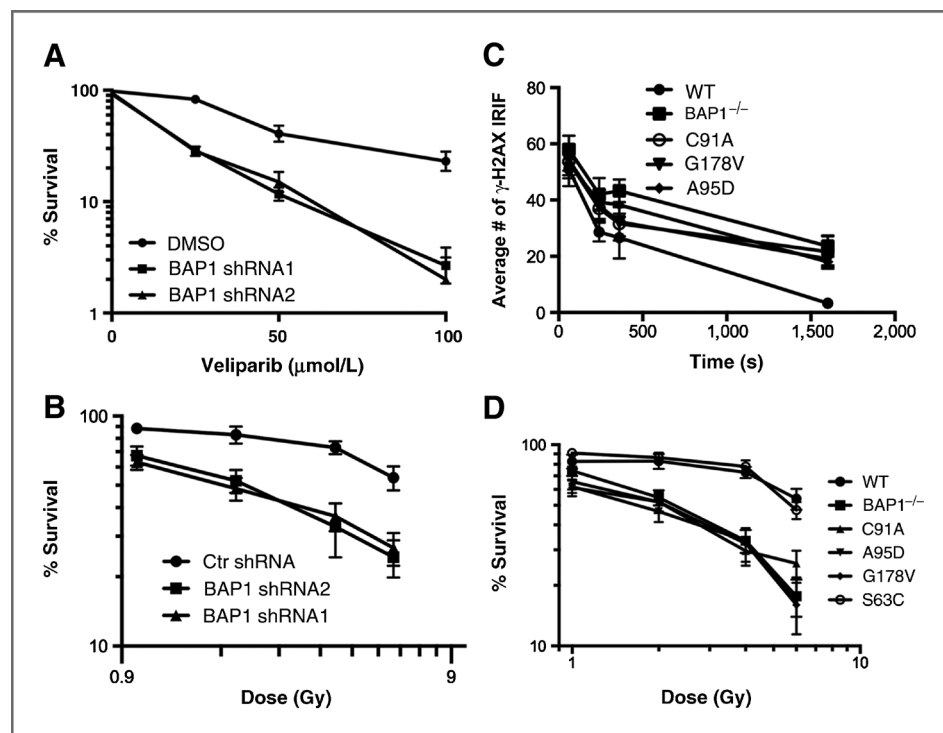 A
% Survival
100
10
1
0
50
100
Veliparib (μmol/L)
DMSO
BAP1 shRNA1
BAP1 shRNA2
C
Average # of γ-H2AX IRIF
80
60
40
20
0
0
500
1,000
1,500
2,000
Time (s)
WT
BAP1−/−
C91A
G178V
A95D
B
% Survival
100
10
0.9
9
Dose (Gy)
Ctr shRNA
BAP1 shRNA2
BAP1 shRNA1
D
% Survival
100
10
1
10
Dose (Gy)
WT
BAP1−/−
C91A
A95D
G178V
S63C